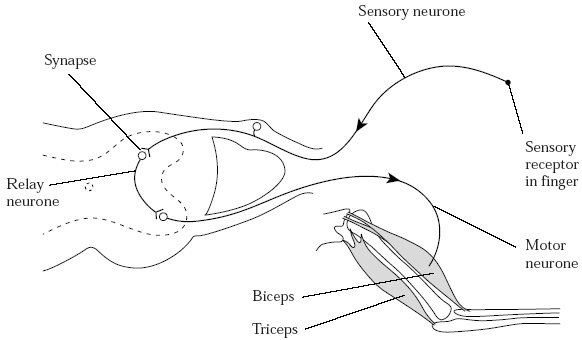 Sensory neurone
Synapse
Sensory
receptor
in finger
Relay
neurone
Motor
neurone
Biceps
Triceps